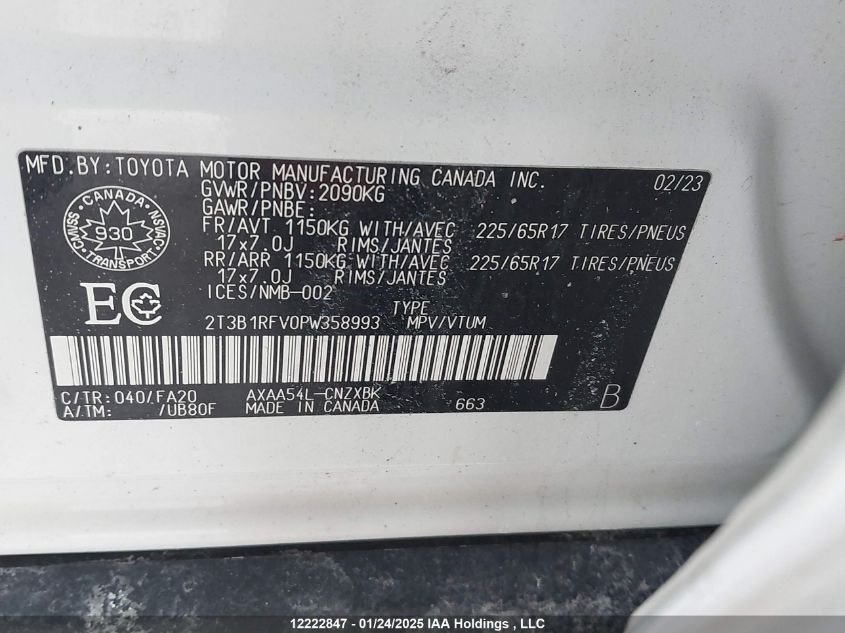 MFD.BY:TOYOTA MOTOR MANUFACTURING CANADA INC. 02/23
GVWR/PNBV:2090KG
GAWR/PNBE:
FR/AVT 1150KG WITH/AVEC 225/65R17 TIRES/PNEUS
17x7.0J RIMS/JANTES
RR/ARR 1150KG WITH/AVEC 225/65R17 TIRES/PNEUS
17x7.0J RIMS/JANTES
ICES/NMB-002
CANADA
930
TRANSPORT
CMVSS
NSVAC
EC
TYPE
2T3B1RFV0PW358993 MPV/VTUM
C/TR:040/FA20 AXAA54L-CNZXBK
A/TM: /UB80F MADE IN CANADA 663 B
12222847 - 01/24/2025 IAA Holdings , LLC